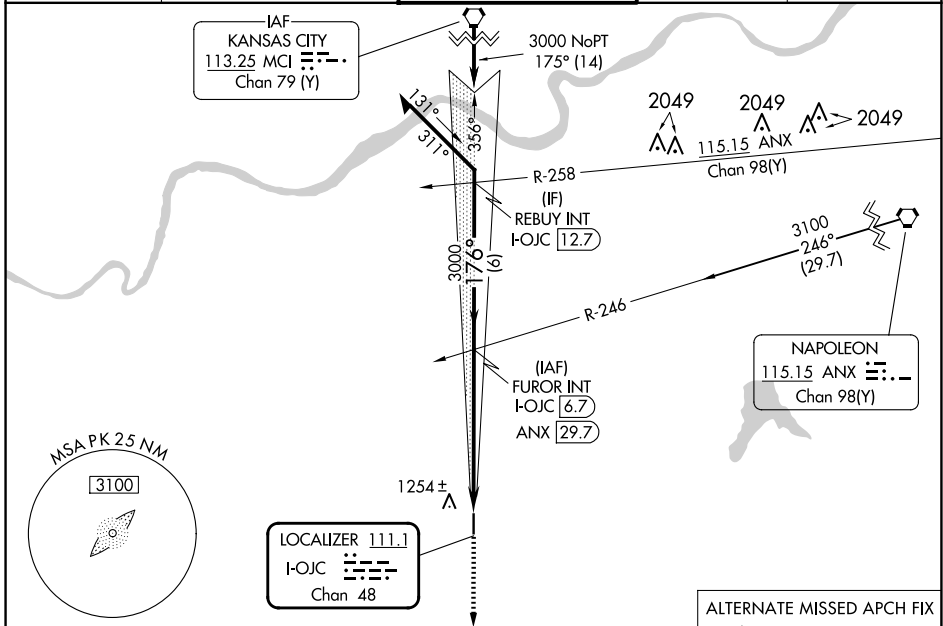 IAF
KANSAS CITY
113.25 MCI
Chan 79 (Y)
3000 NoPT
175° (14)
131°
311°
356°
2049
2049
2049
115.15 ANX
Chan 98(Y)
R-258
(IF)
REBUY INT
I-OJC 12.7
3000
176°
(6)
3100
246°
(29.7)
R-246
(IAF)
FUROR INT
I-OJC 6.7
ANX 29.7
NAPOLEON
115.15 ANX
Chan 98(Y)
MSA PK 25 NM
3100
1254±
LOCALIZER 111.1
I-OJC
Chan 48
ALTERNATE MISSED APCH FIX